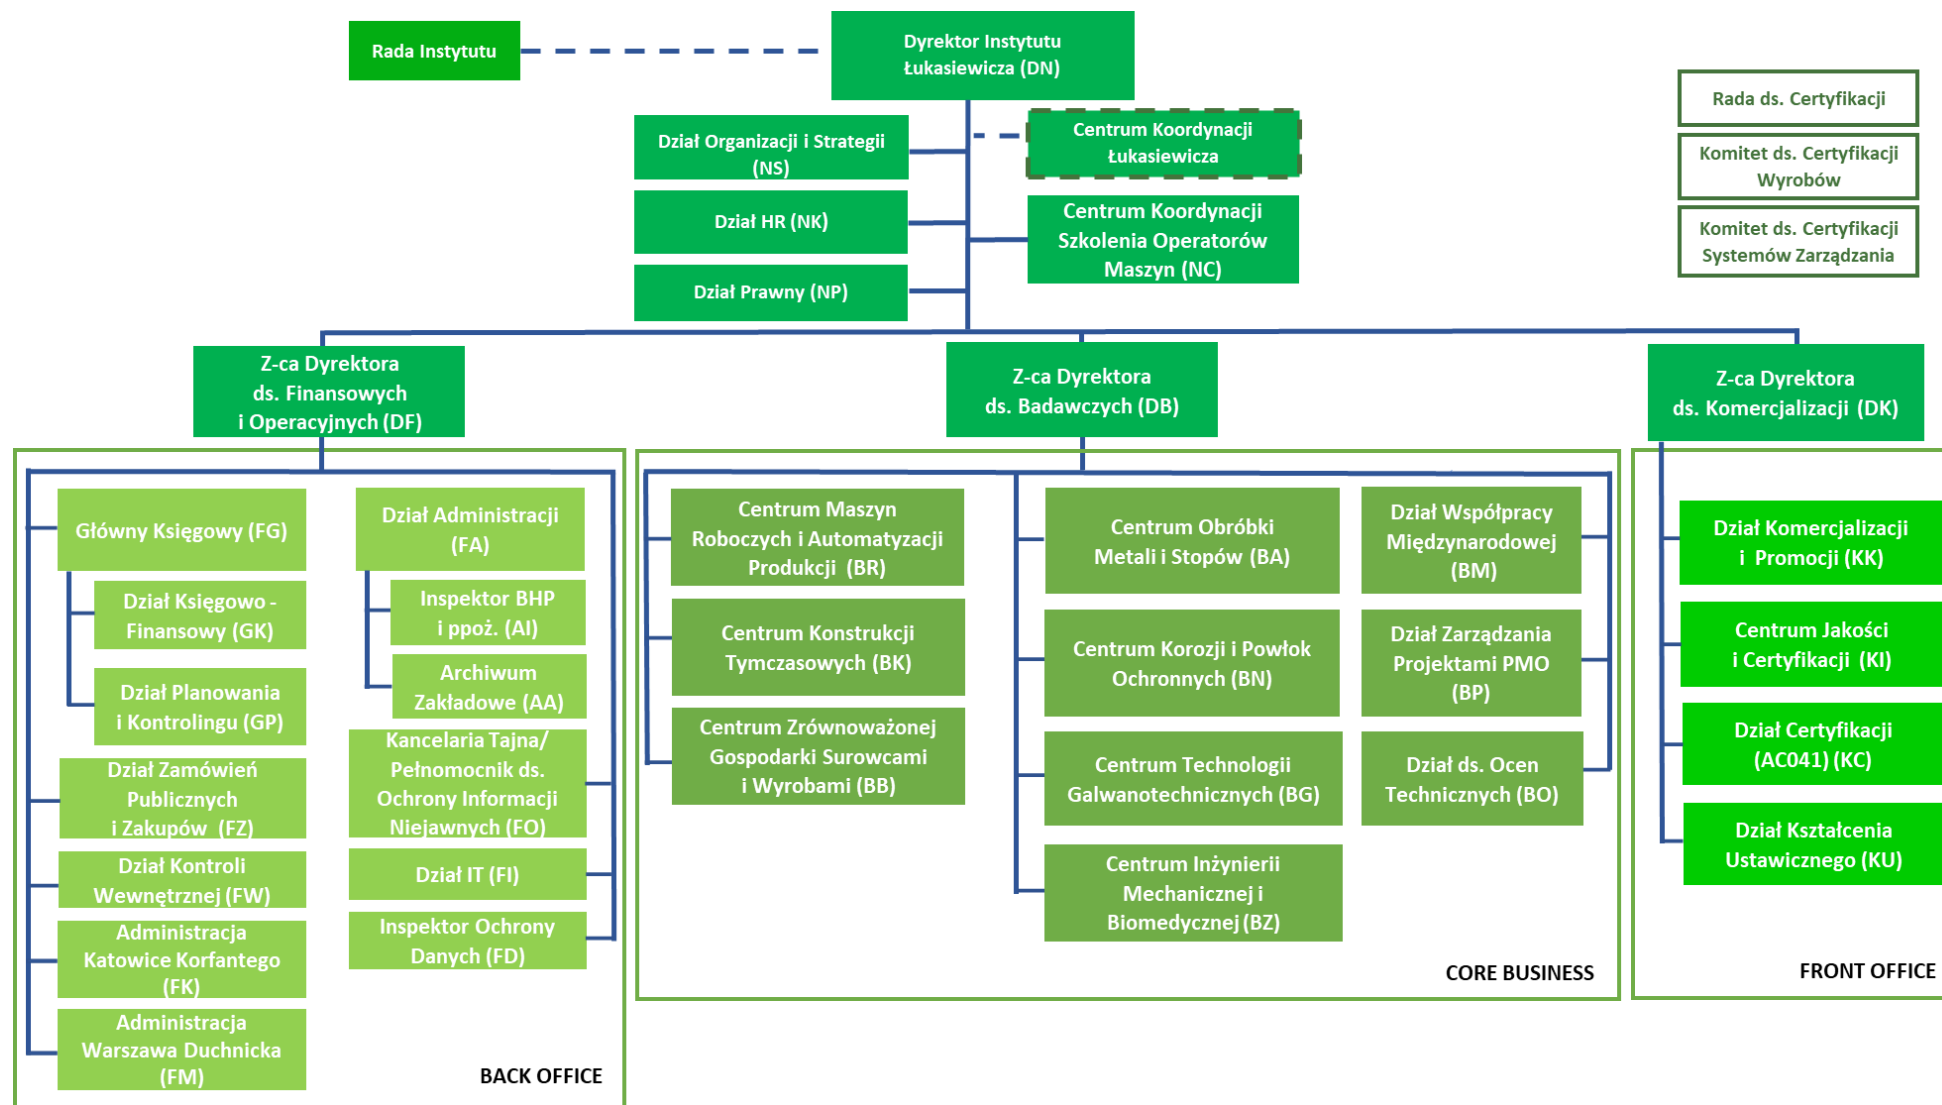 Rada Instytutu
Dyrektor Instytutu
Łukasiewicza (DN)
Rada ds. Certyfikacji
Komitet ds. Certyfikacji
Wyrobów
Komitet ds. Certyfikacji
Systemów Zarządzania
Dział Organizacji i Strategii
(NS)
Centrum Koordynacji
Łukasiewicza
Dział HR (NK)
Centrum Koordynacji
Szkolenia Operatorów
Maszyn (NC)
Dział Prawny (NP)
Z-ca Dyrektora
ds. Finansowych
i Operacyjnych (DF)
Z-ca Dyrektora
ds. Badawczych (DB)
Z-ca Dyrektora
ds. Komercjalizacji (DK)
Główny Księgowy (FG)
Dział Księgowo -
Finansowy (GK)
Dział Planowania
i Kontrolingu (GP)
Dział Zamówień
Publicznych
i Zakupów (FZ)
Dział Kontroli
Wewnętrznej (FW)
Administracja
Katowice Korfantego
(FK)
Administracja
Warszawa Duchnicka
(FM)
Dział Administracji
(FA)
Inspektor BHP
i ppoż. (AI)
Archiwum
Zakładowe (AA)
Kancelaria Tajna/
Pełnomocnik ds.
Ochrony Informacji
Niejawnych (FO)
Dział IT (FI)
Inspektor Ochrony
Danych (FD)
BACK OFFICE
Centrum Maszyn
Roboczych i Automatyzacji
Produkcji (BR)
Centrum Konstrukcji
Tymczasowych (BK)
Centrum Zrównoważonej
Gospodarki Surowcami
i Wyrobami (BB)
Centrum Obróbki
Metali i Stopów (BA)
Centrum Korozji i Powłok
Ochronnych (BN)
Centrum Technologii
Galwanotechnicznych (BG)
Centrum Inżynierii
Mechanicznej i
Biomedycznej (BZ)
Dział Współpracy
Międzynarodowej
(BM)
Dział Zarządzania
Projektami PMO
(BP)
Dział ds. Ocen
Technicznych (BO)
CORE BUSINESS
Dział Komercjalizacji
i Promocji (KK)
Centrum Jakości
i Certyfikacji (KI)
Dział Certyfikacji
(AC041) (KC)
Dział Kształcenia
Ustawicznego (KU)
FRONT OFFICE